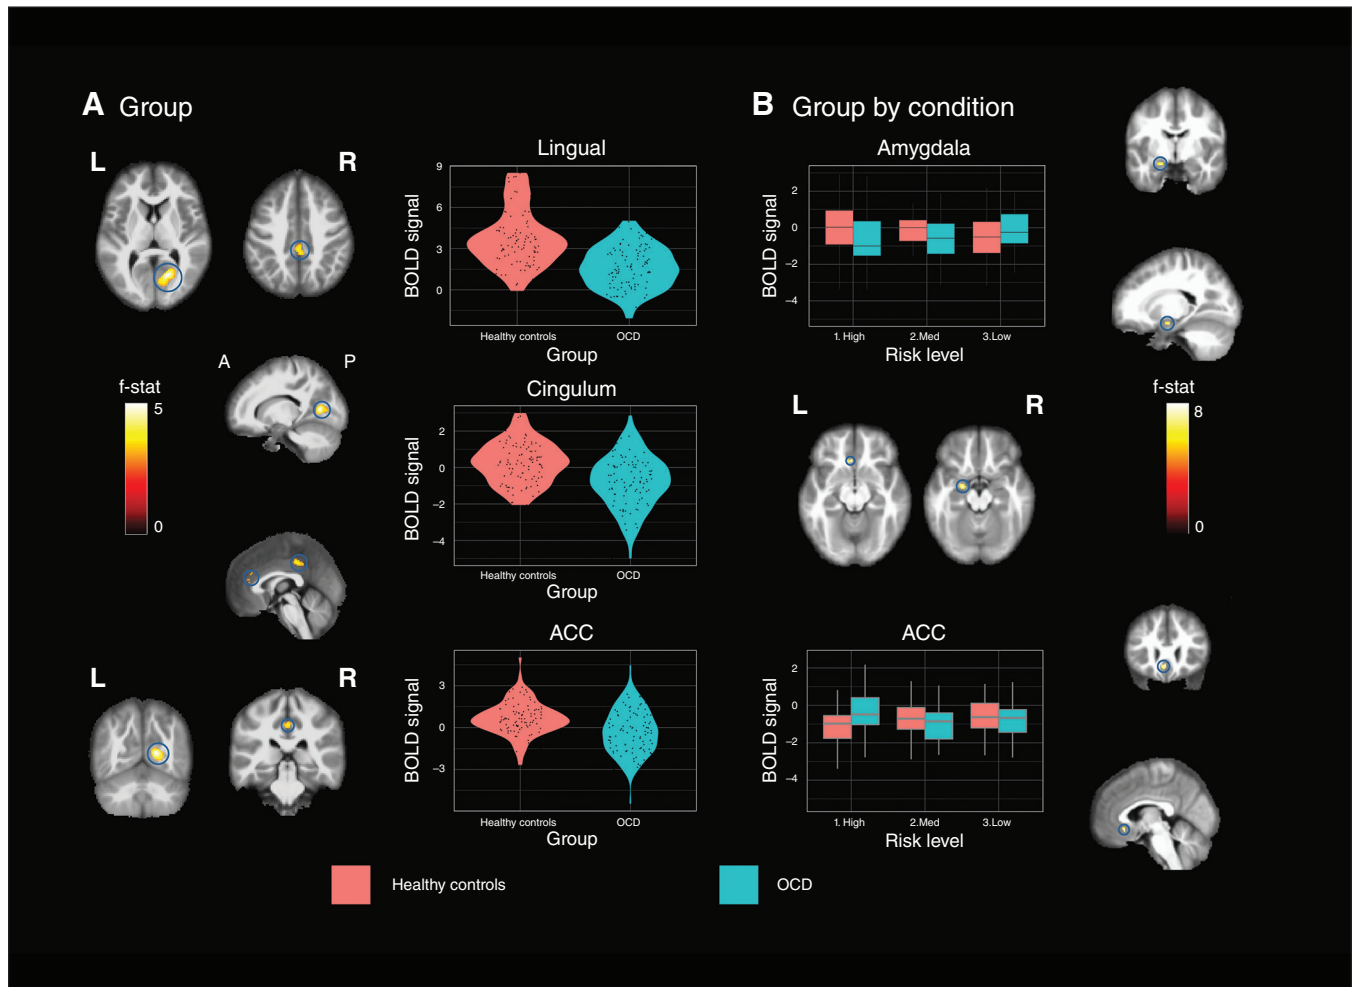 A Group
L R
Lingual
BOLD signal
9
6
3
0
Healthy controls OCD
Group
A P
f-stat
5
0
Cingulum
BOLD signal
2
0
−2
−4
Healthy controls OCD
Group
L R
ACC
BOLD signal
3
0
−3
Healthy controls OCD
Group
B Group by condition
Amygdala
BOLD signal
2
0
−2
−4
1. High 2.Med 3.Low
Risk level
L R
f-stat
8
0
ACC
BOLD signal
2
0
−2
−4
1. High 2.Med 3.Low
Risk level
Healthy controls OCD